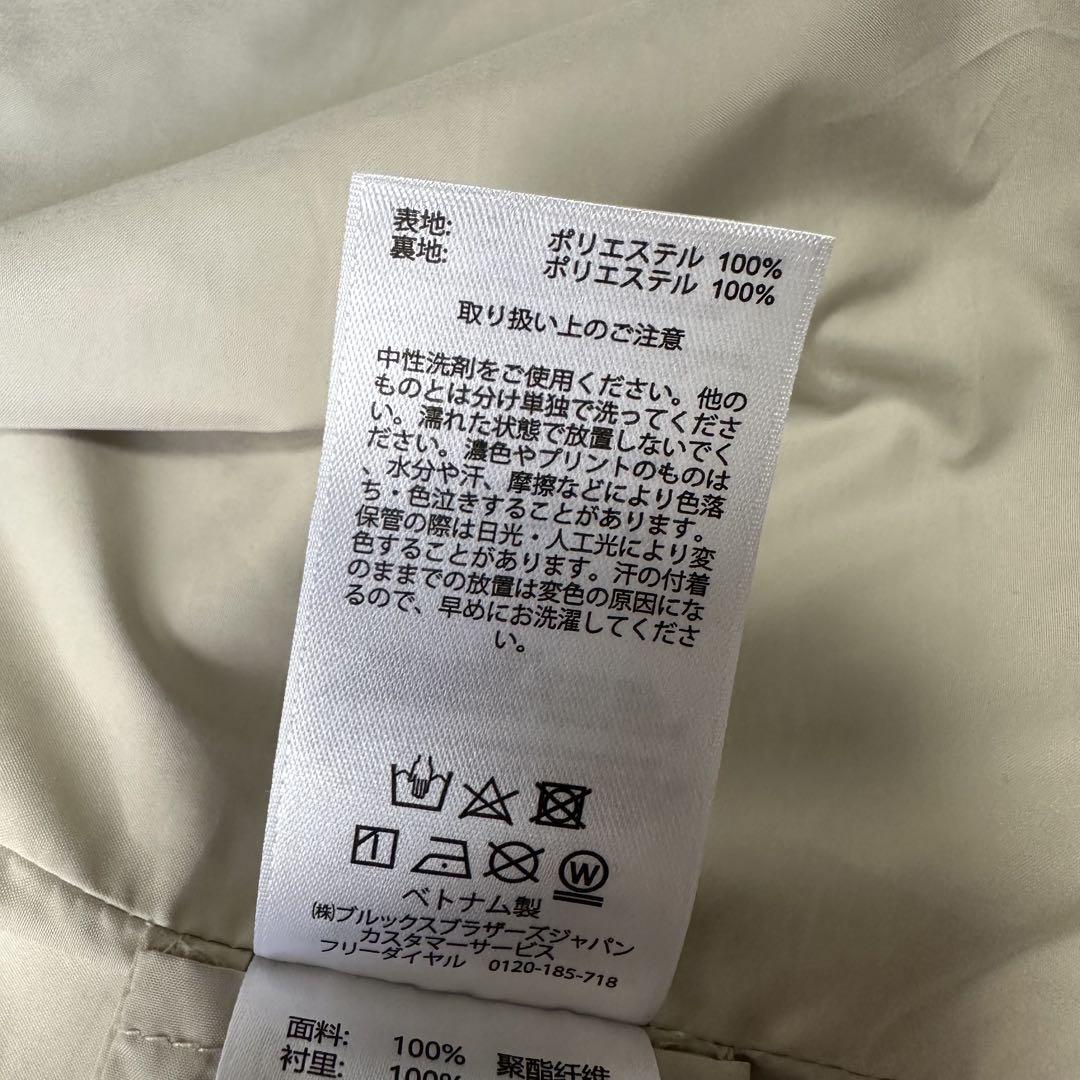 表地: ポリエステル 100%
裏地: ポリエステル 100%
取り扱い上のご注意
中性洗剤をご使用ください。他の
ものとは分け単独で洗ってくださ
い。濡れた状態で放置しないでく
ださい。濃色やプリントのものは
、水分や汗、摩擦などにより色落
ち・色泣きすることがあります。
保管の際は日光・人工光により変
色することがあります。汗の付着
のままでの放置は変色の原因にな
るので、早めにお洗濯してくださ
い。
W
ベトナム製
(株)ブルックスブラザーズジャパン
カスタマーサービス
フリーダイヤル 0120-185-718
面料: 100% 聚酯纤维
衬里: 100%